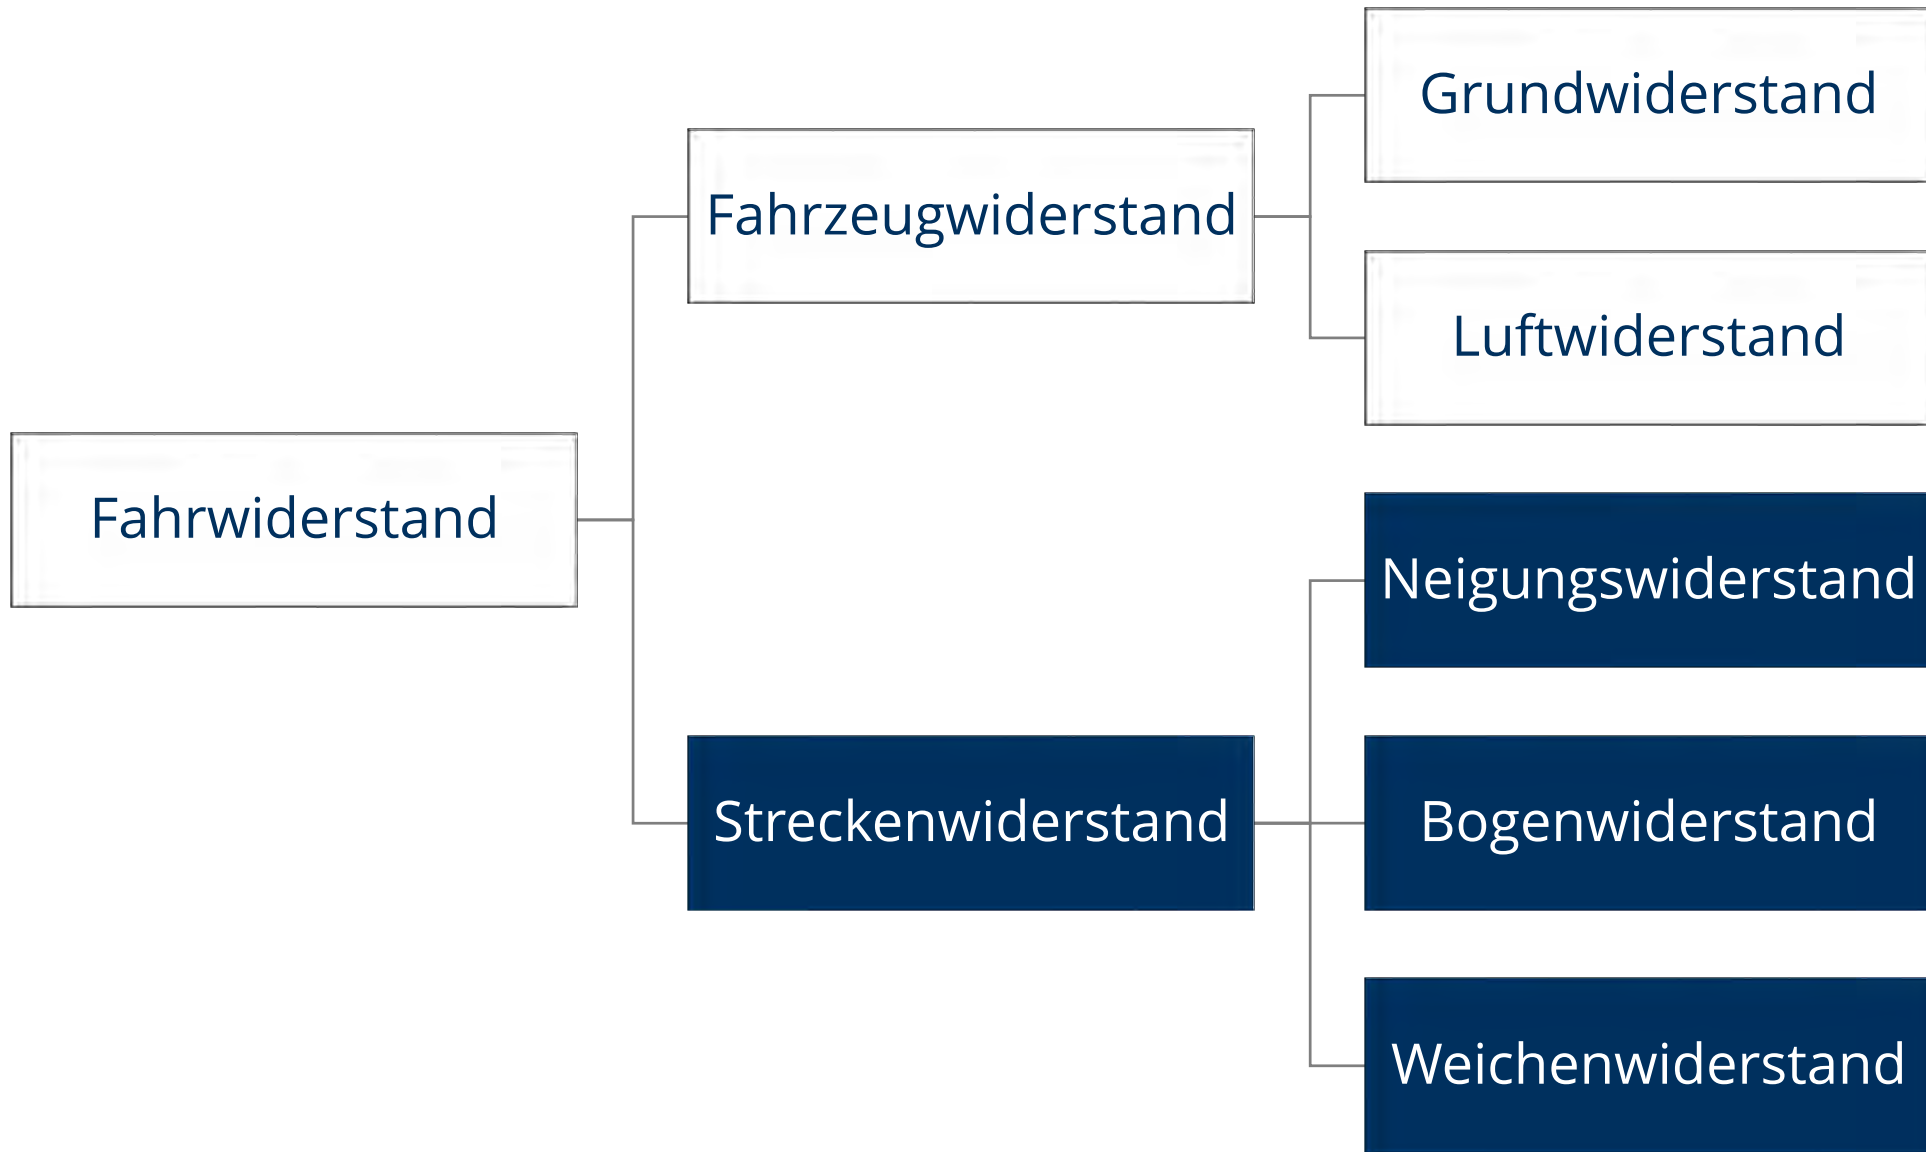 Fahrwiderstand
Fahrzeugwiderstand
Grundwiderstand
Luftwiderstand
Streckenwiderstand
Neigungswiderstand
Bogenwiderstand
Weichenwiderstand